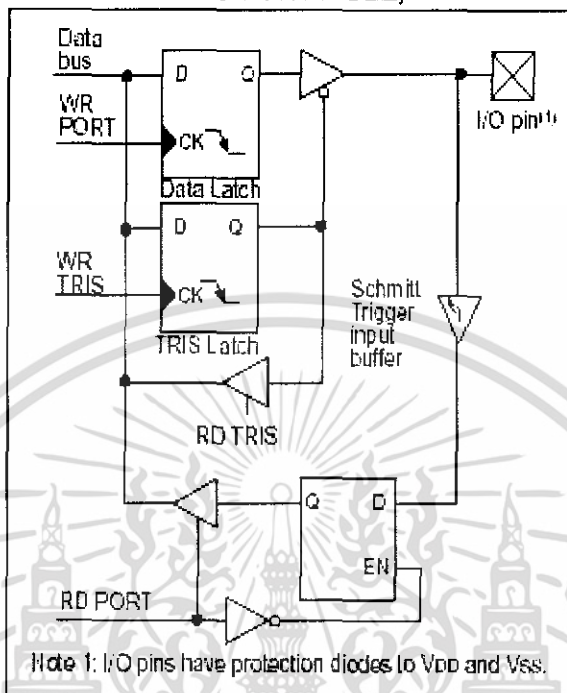 Data
bus
D Q
WR
PORT
CK
Data Latch
I/O pin(1)
D Q
WR
TRIS
CK
TRIS Latch
Schmitt
Trigger
input
buffer
RD TRIS
Q D
EN
RD PORT
Note 1: I/O pins have protection diodes to VDD and VSS.